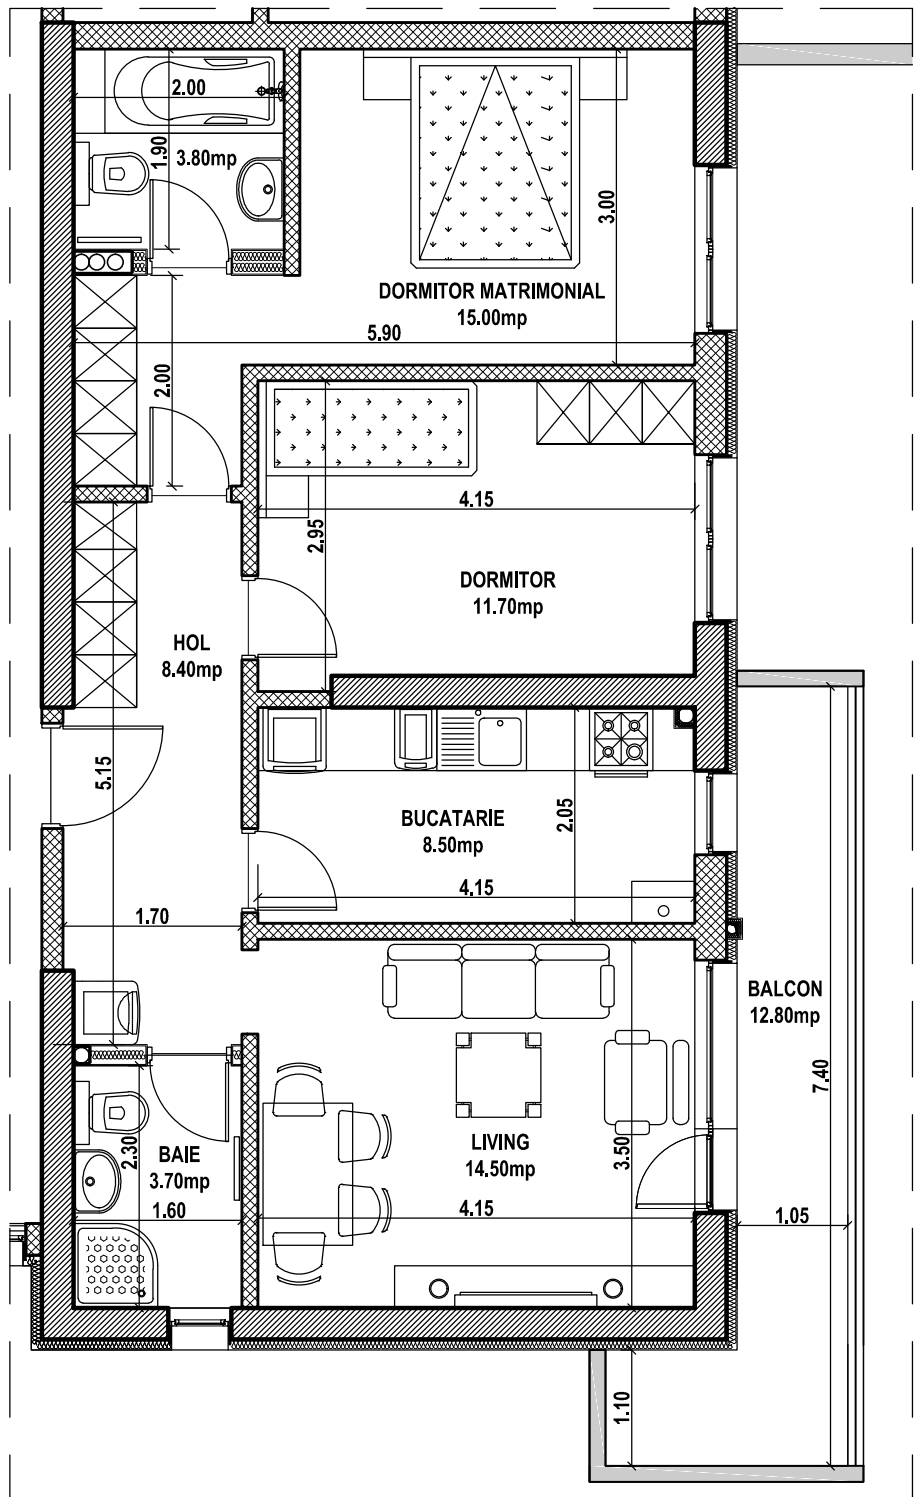 2.00
1.90
3.80mp
3.00
DORMITOR MATRIMONIAL
15.00mp
5.90
2.00
4.15
2.95
DORMITOR
11.70mp
HOL
8.40mp
5.15
BUCATARIE
8.50mp
2.05
4.15
1.70
BALCON
12.80mp
7.40
LIVING
14.50mp
3.50
2.30
BAIE
3.70mp
1.60
4.15
1.05
1.10